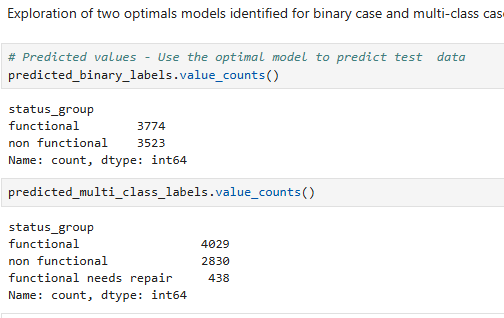 Exploration of two optimals models identified for binary case and multi-class cas
# Predicted values - Use the optimal model to predict test  data
predicted_binary_labels.value_counts()
status_group
functional        3774
non functional    3523
Name: count, dtype: int64
predicted_multi_class_labels.value_counts()
status_group
functional                 4029
non functional             2830
functional needs repair     438
Name: count, dtype: int64